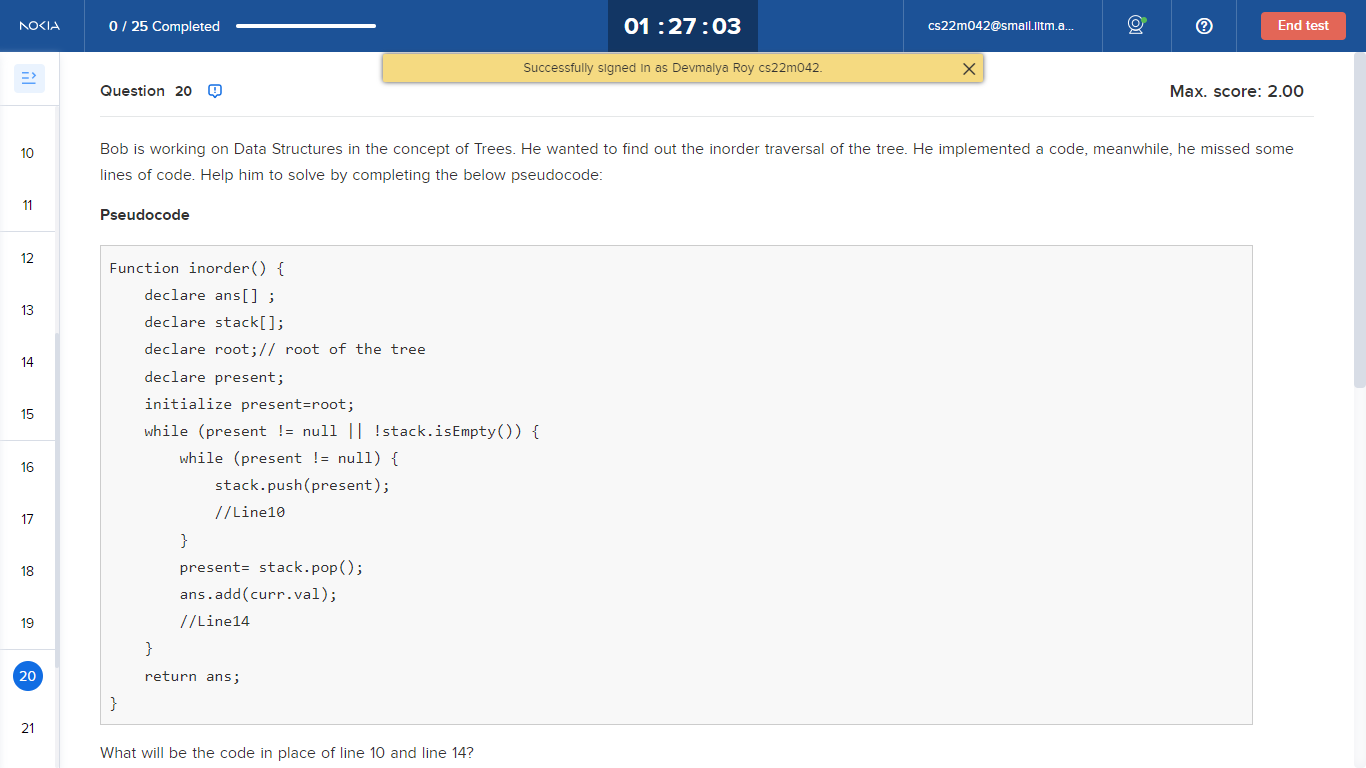 NOKIA
0 / 25 Completed
01 : 27 : 03
cs22m042@smail.iitm.a...
End test
Successfully signed in as Devmalya Roy cs22m042.
Question 20
Max. score: 2.00
10
11
12
13
14
15
16
17
18
19
20
21
Bob is working on Data Structures in the concept of Trees. He wanted to find out the inorder traversal of the tree. He implemented a code, meanwhile, he missed some
lines of code. Help him to solve by completing the below pseudocode:
Pseudocode
Function inorder() {
    declare ans[] ;
    declare stack[];
    declare root;// root of the tree
    declare present;
    initialize present=root;
    while (present != null || !stack.isEmpty()) {
        while (present != null) {
            stack.push(present);
            //Line10
        }
        present= stack.pop();
        ans.add(curr.val);
        //Line14
    }
    return ans;
}
What will be the code in place of line 10 and line 14?